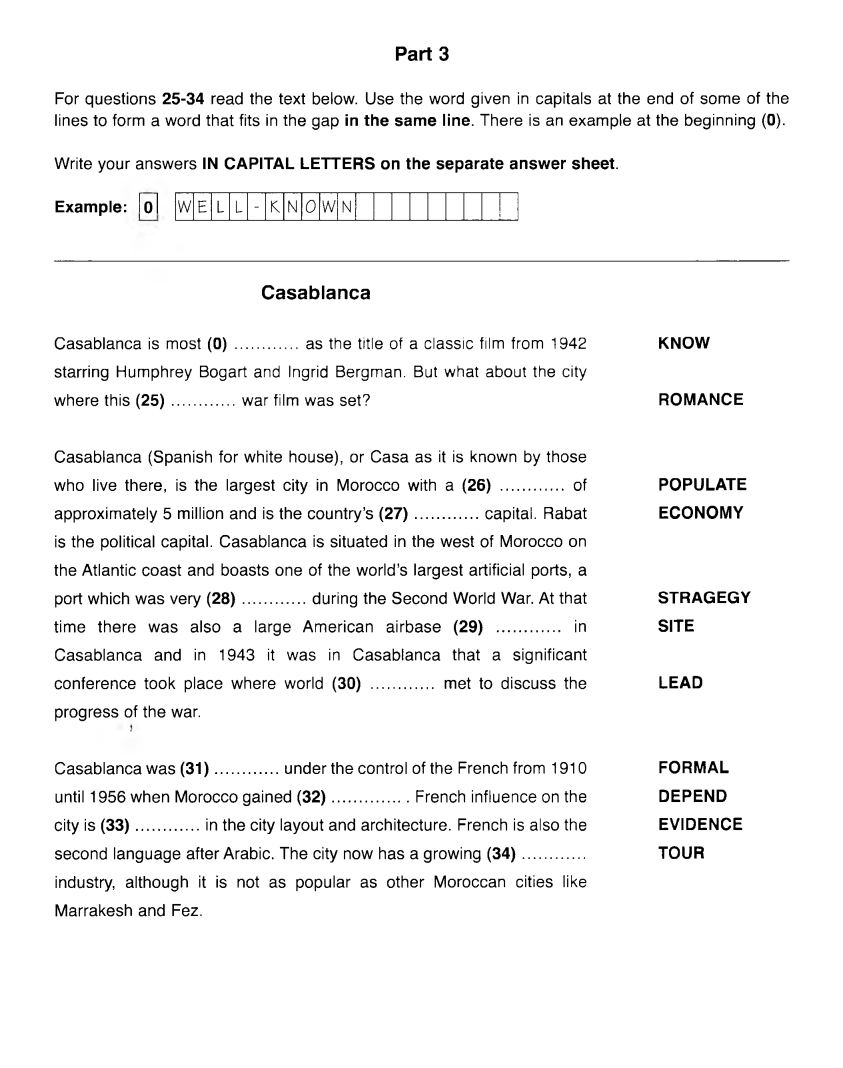 Part 3
For questions 25-34 read the text below. Use the word given in capitals at the end of some of the
lines to form a word that fits in the gap in the same line. There is an example at the beginning (0).
Write your answers IN CAPITAL LETTERS on the separate answer sheet.
Example: 0 WELL-KNOWN
Casablanca
Casablanca is most (0) ............ as the title of a classic film from 1942 KNOW
starring Humphrey Bogart and Ingrid Bergman. But what about the city
where this (25) ............ war film was set? ROMANCE
Casablanca (Spanish for white house), or Casa as it is known by those
who live there, is the largest city in Morocco with a (26) ............ of POPULATE
approximately 5 million and is the country's (27) ............ capital. Rabat ECONOMY
is the political capital. Casablanca is situated in the west of Morocco on
the Atlantic coast and boasts one of the world's largest artificial ports, a
port which was very (28) ............ during the Second World War. At that STRAGEGY
time there was also a large American airbase (29) ............ in SITE
Casablanca and in 1943 it was in Casablanca that a significant
conference took place where world (30) ............ met to discuss the LEAD
progress of the war.
Casablanca was (31) ............ under the control of the French from 1910 FORMAL
until 1956 when Morocco gained (32) ............. . French influence on the DEPEND
city is (33) ............ in the city layout and architecture. French is also the EVIDENCE
second language after Arabic. The city now has a growing (34) ............ TOUR
industry, although it is not as popular as other Moroccan cities like
Marrakesh and Fez.